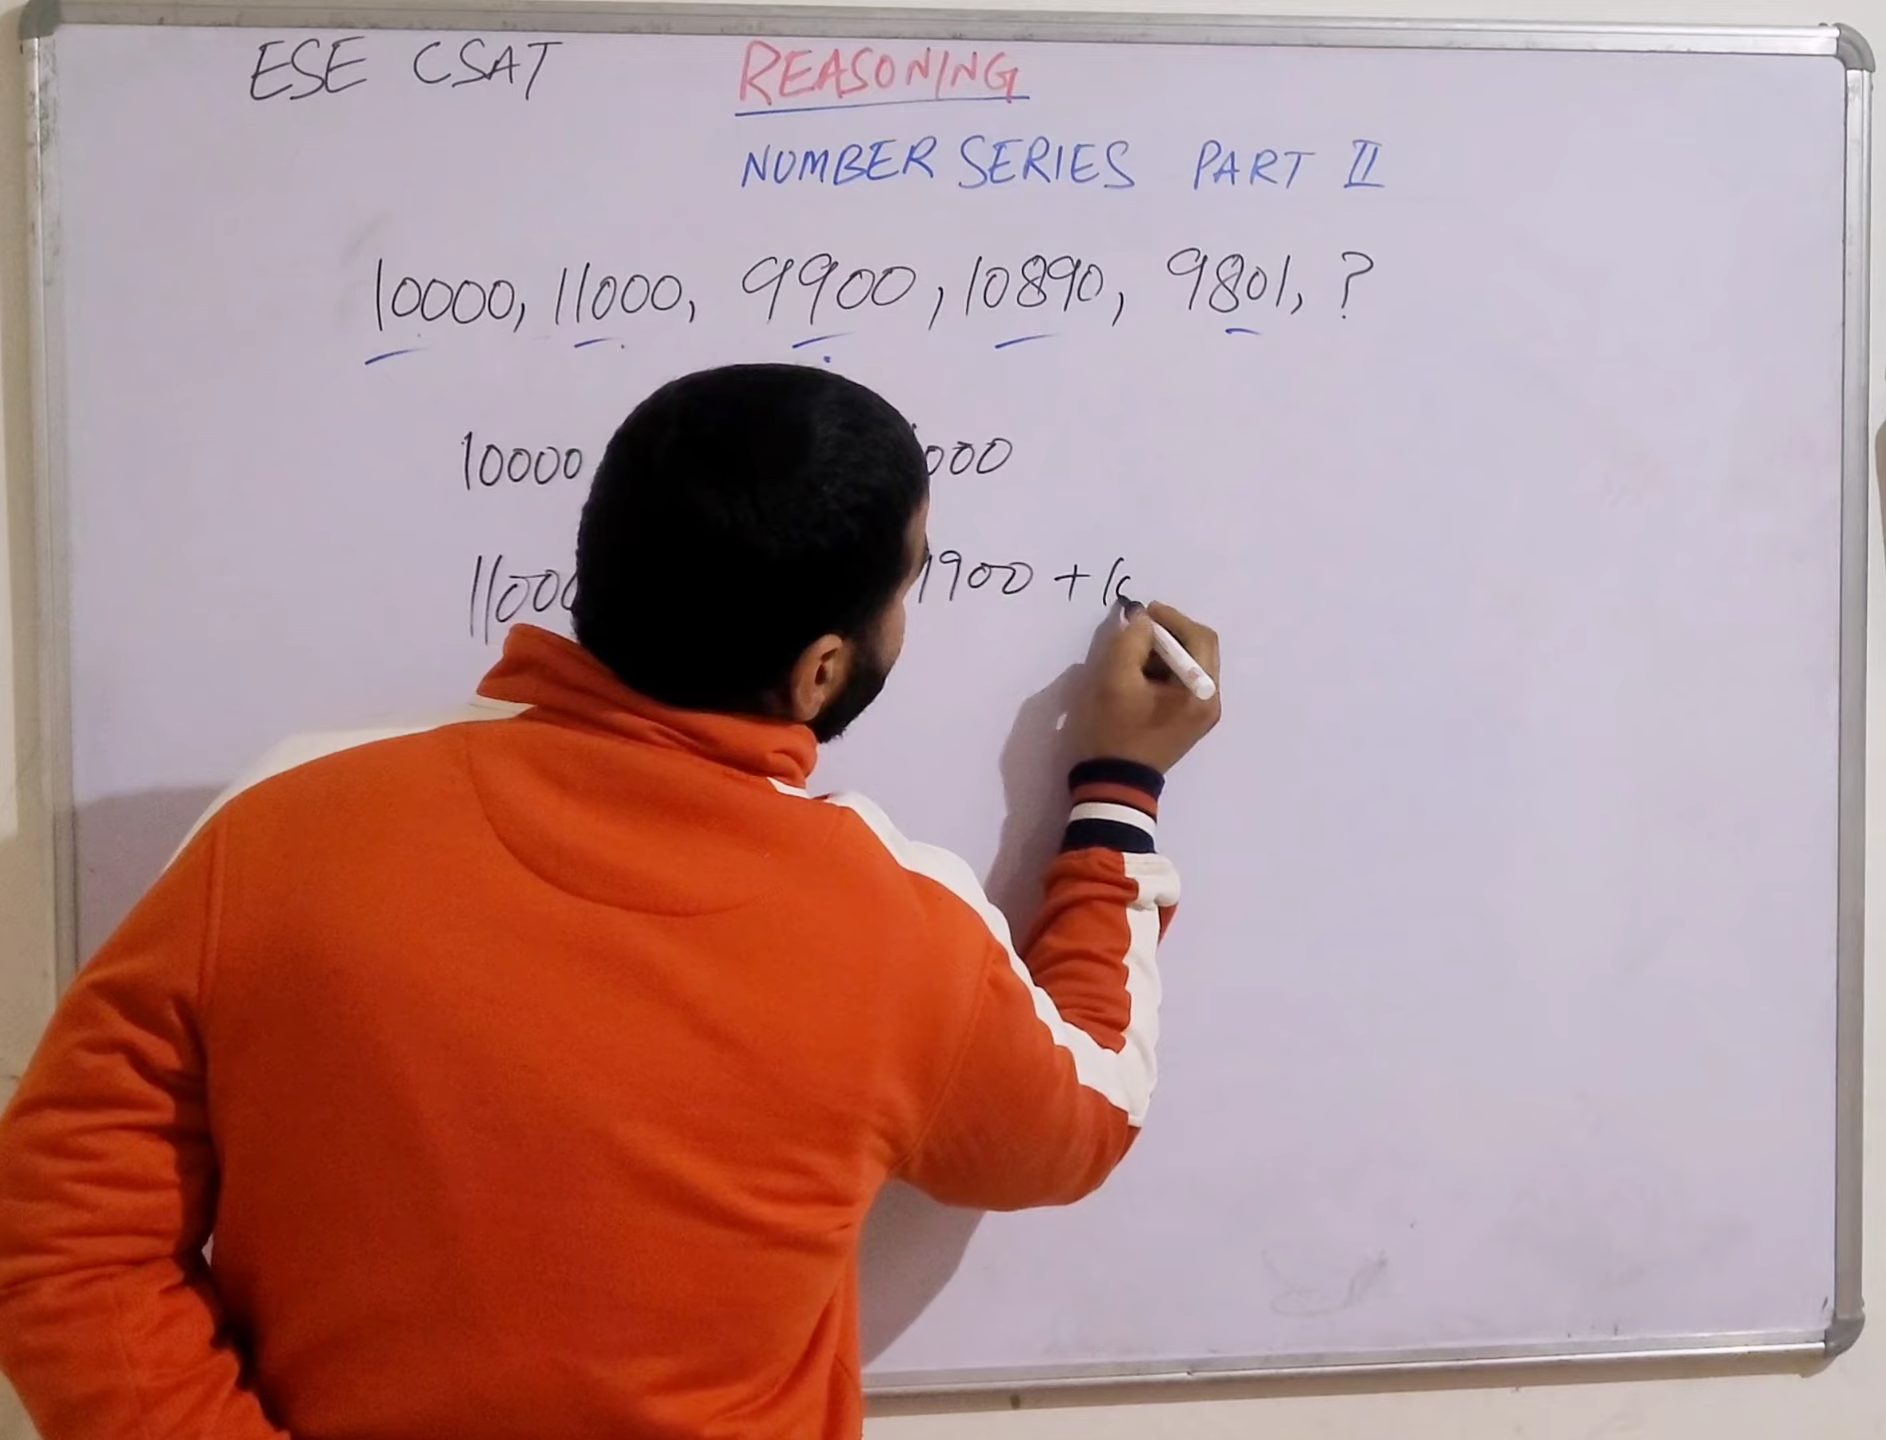 ESE CSAT REASONING
NUMBER SERIES PART II
10000, 11000, 9900, 10890, 9801, ?
10000 000
11000 900 +